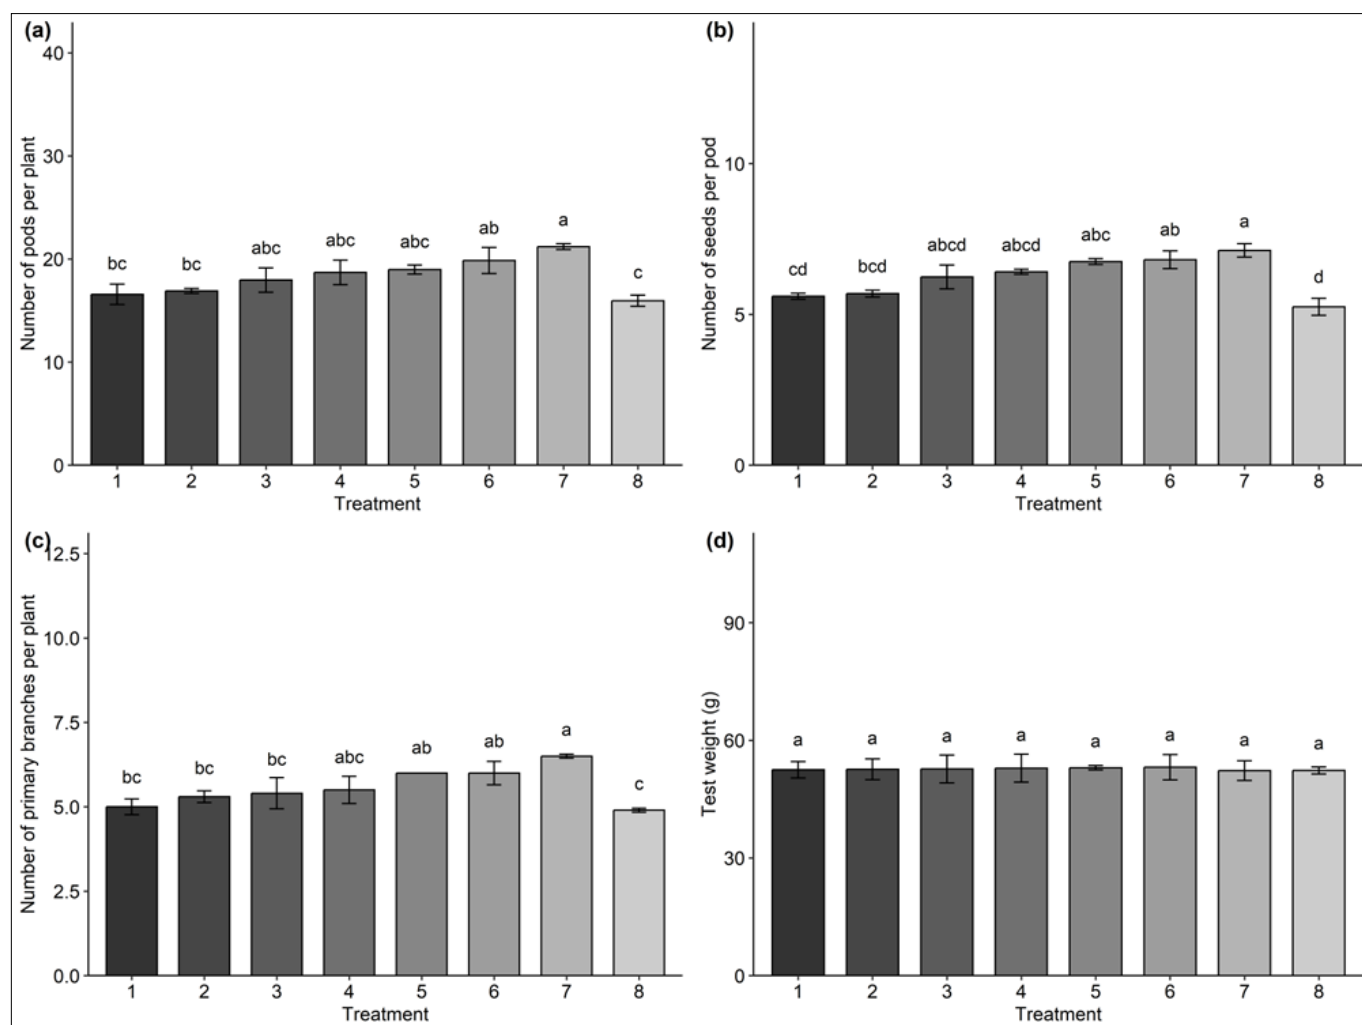 (a)
Number of pods per plant
40
30
20
10
0
bc bc abc abc abc ab a c
1 2 3 4 5 6 7 8
Treatment
(b)
Number of seeds per pod
10
5
0
cd bcd abcd abcd abc ab a d
1 2 3 4 5 6 7 8
Treatment
(c)
Number of primary branches per plant
12.5
10.0
7.5
5.0
2.5
0.0
bc bc bc abc ab ab a c
1 2 3 4 5 6 7 8
Treatment
(d)
Test weight (g)
90
60
30
0
a a a a a a a a
1 2 3 4 5 6 7 8
Treatment